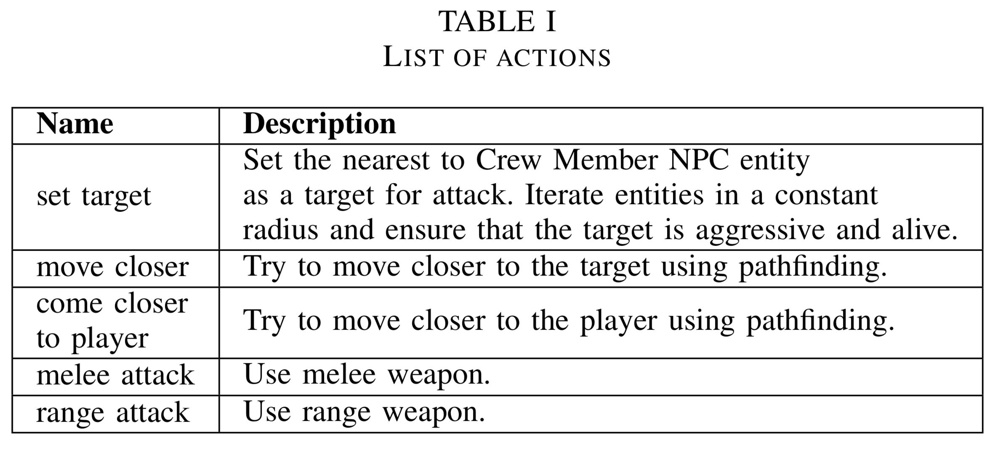 TABLE I
LIST OF ACTIONS
Name
Description
set target
Set the nearest to Crew Member NPC entity
as a target for attack. Iterate entities in a constant
radius and ensure that the target is aggressive and alive.
move closer
Try to move closer to the target using pathfinding.
come closer
to player
Try to move closer to the player using pathfinding.
melee attack
Use melee weapon.
range attack
Use range weapon.